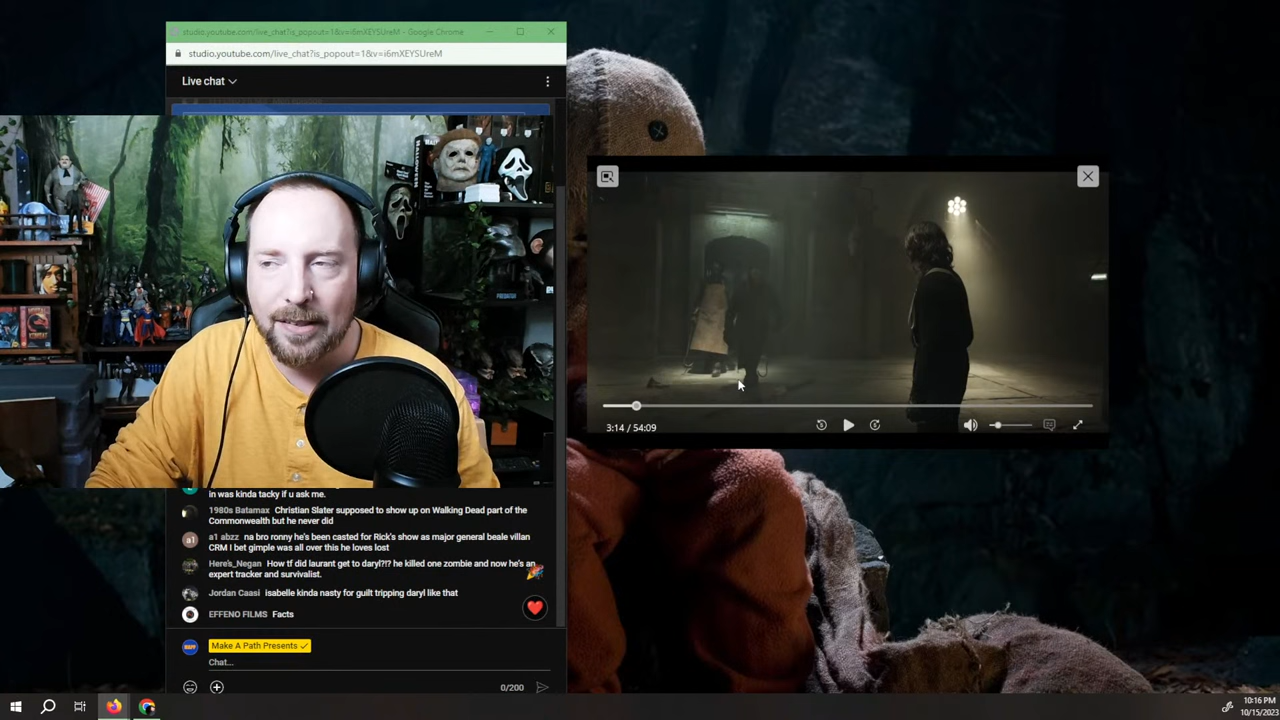 studio.youtube.com/live_chat?is_popout=1&v=i6mXEYSUreM - Google Chrome
studio.youtube.com/live_chat?is_popout=1&v=i6mXEYSUreM
Live chat
PREDATOR
3:14 / 54:09
in was kinda tacky if u ask me.
1980s Batamax Christian Slater supposed to show up on Walking Dead part of the
Commonwealth but he never did
a1 abzz na bro ronny he's been casted for Rick's show as major general beale villan
CRM I bet gimple was all over this he loves lost
Here's_Negan How tf did laurant get to daryl?!? he killed one zombie and now he's an
expert tracker and survivalist.
Jordan Caasi isabelle kinda nasty for guilt tripping daryl like that
EFFENO FILMS Facts
Make A Path Presents
Chat...
0/200
10:16 PM
10/15/2023